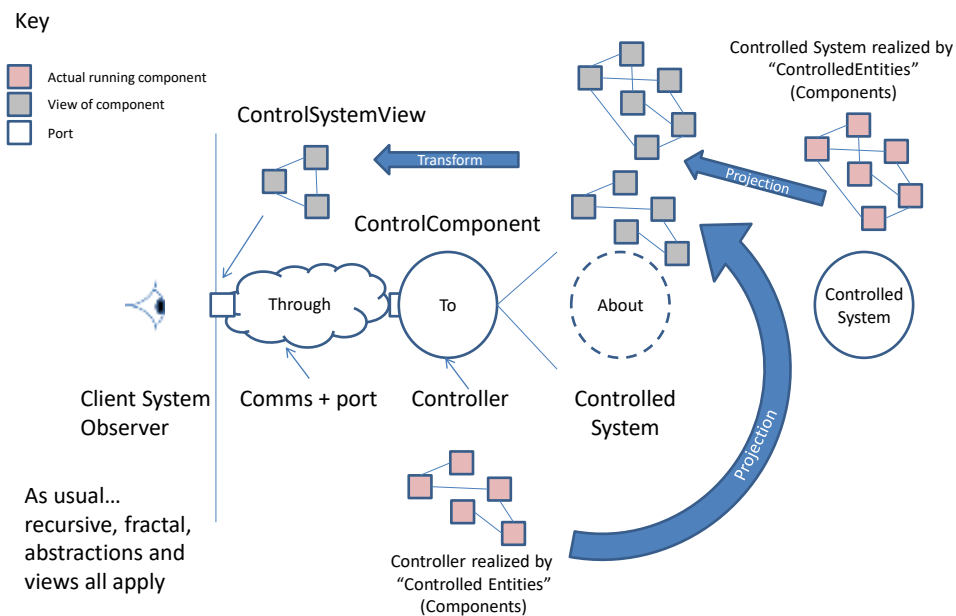 Key
Actual running component
View of component
Port
ControlSystemView
Transform
Controlled System realized by
“ControlledEntities”
(Components)
Projection
ControlComponent
Through
To
About
Controlled
System
Client System
Observer
Comms + port
Controller
Controlled
System
Projection
As usual…
recursive, fractal,
abstractions and
views all apply
Controller realized by
“Controlled Entities”
(Components)